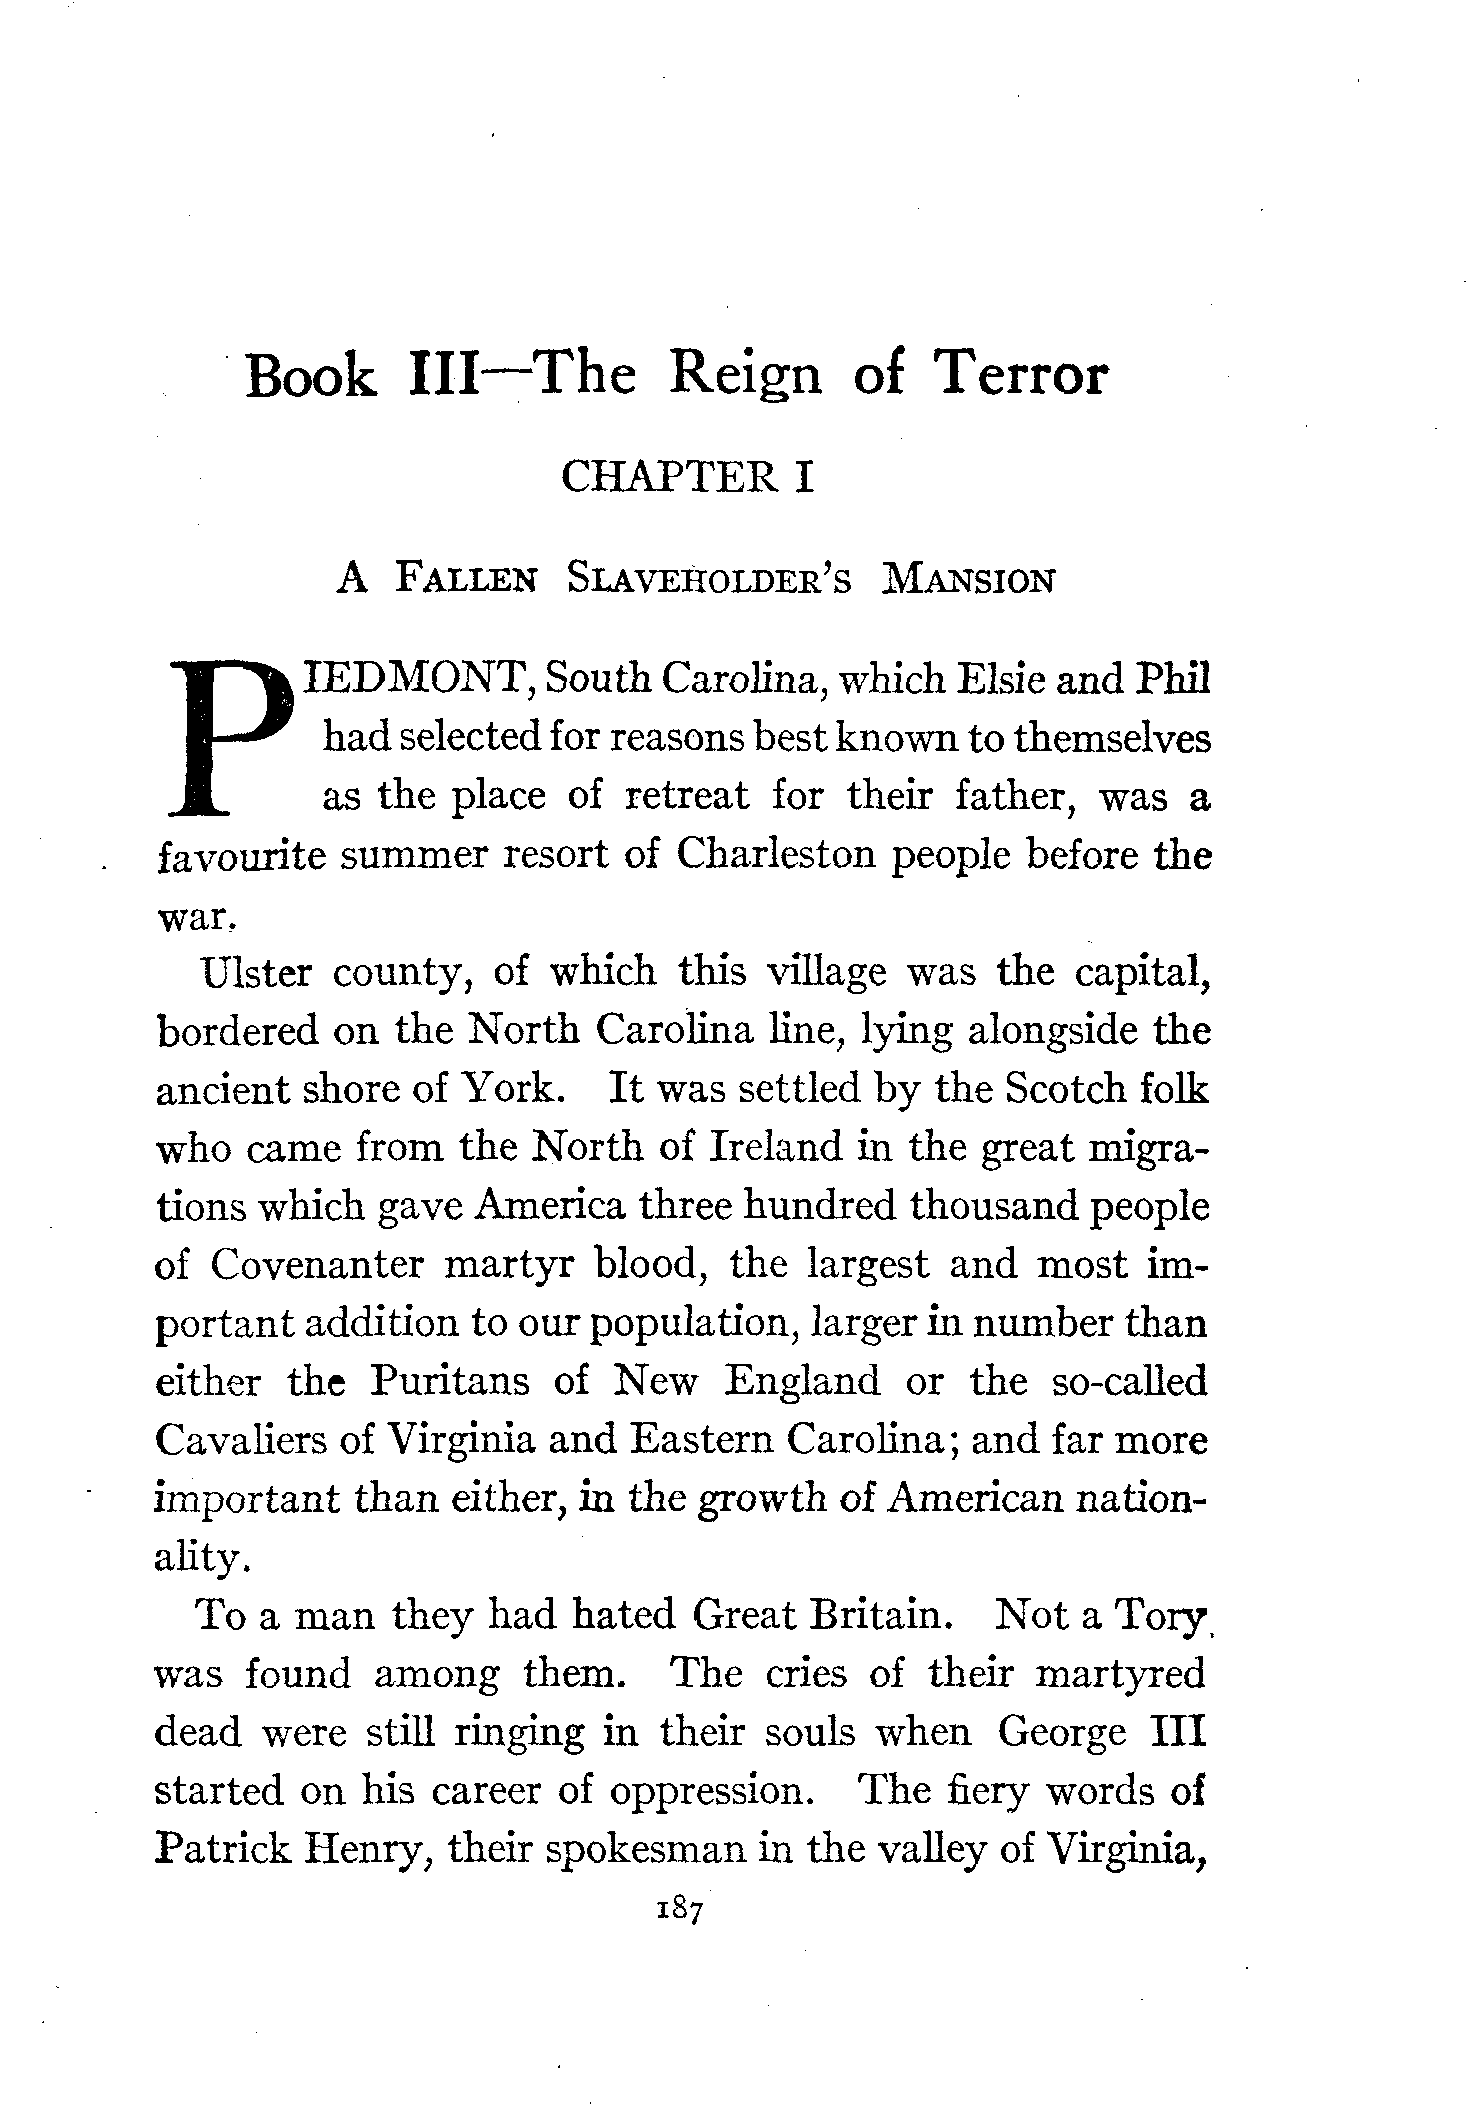 Book III—The Reign of Terror
CHAPTER I
A FALLEN SLAVEHOLDER'S MANSION
PIEDMONT, South Carolina, which Elsie and Phil
had selected for reasons best known to themselves
as the place of retreat for their father, was a
favourite summer resort of Charleston people before the
war.
Ulster county, of which this village was the capital,
bordered on the North Carolina line, lying alongside the
ancient shore of York. It was settled by the Scotch folk
who came from the North of Ireland in the great migra-
tions which gave America three hundred thousand people
of Covenanter martyr blood, the largest and most im-
portant addition to our population, larger in number than
either the Puritans of New England or the so-called
Cavaliers of Virginia and Eastern Carolina; and far more
important than either, in the growth of American nation-
ality.
To a man they had hated Great Britain. Not a Tory
was found among them. The cries of their martyred
dead were still ringing in their souls when George III
started on his career of oppression. The fiery words of
Patrick Henry, their spokesman in the valley of Virginia,
187